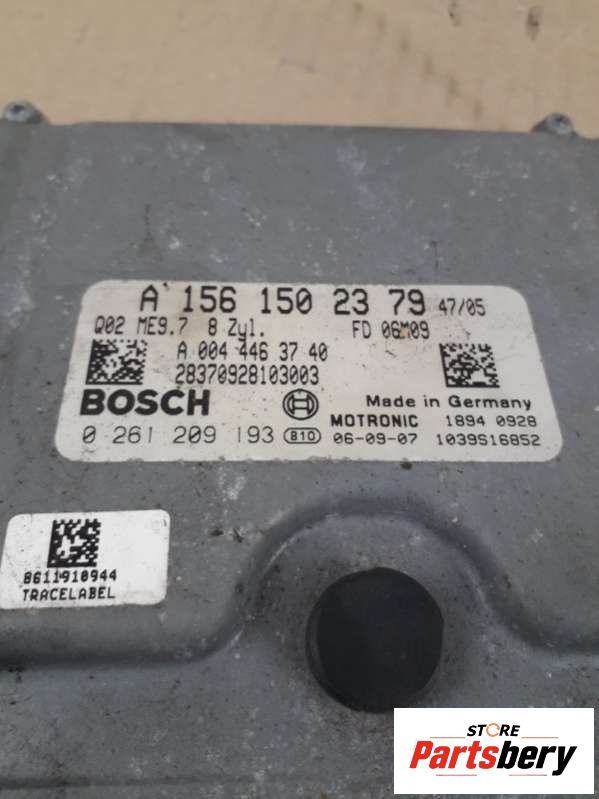 A 156 150 23 79 47/05
Q02 ME9.7 8 Zyl. FD 06M09
A 004 446 37 40
28370928103003
BOSCH Made in Germany
MOTRONIC 1894 0928
0 261 209 193 810 06-09-07 1039S16852
8611910944
TRACELABEL
STORE
Partsbery